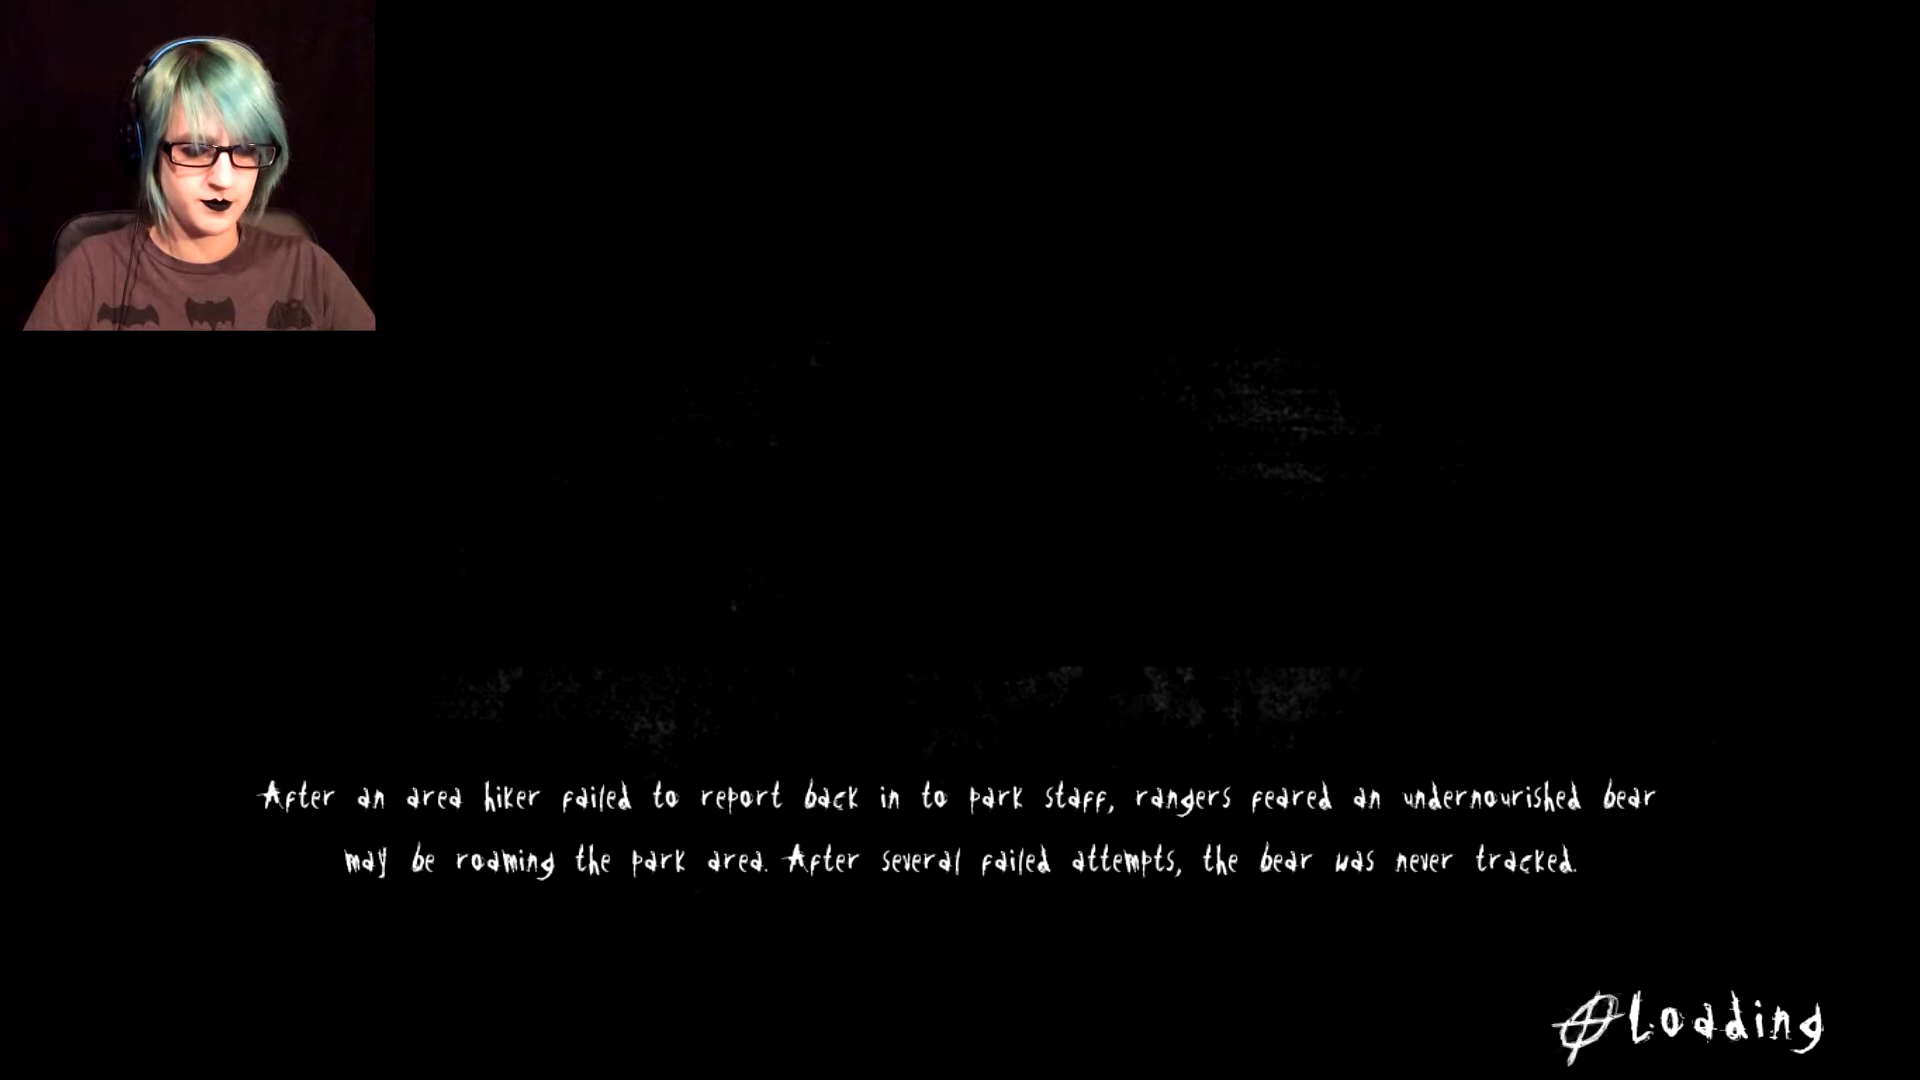 After an area hiker failed to report back in to park staff, rangers feared an undernourished bear
may be roaming the park area. After several failed attempts, the bear was never tracked.
Loading